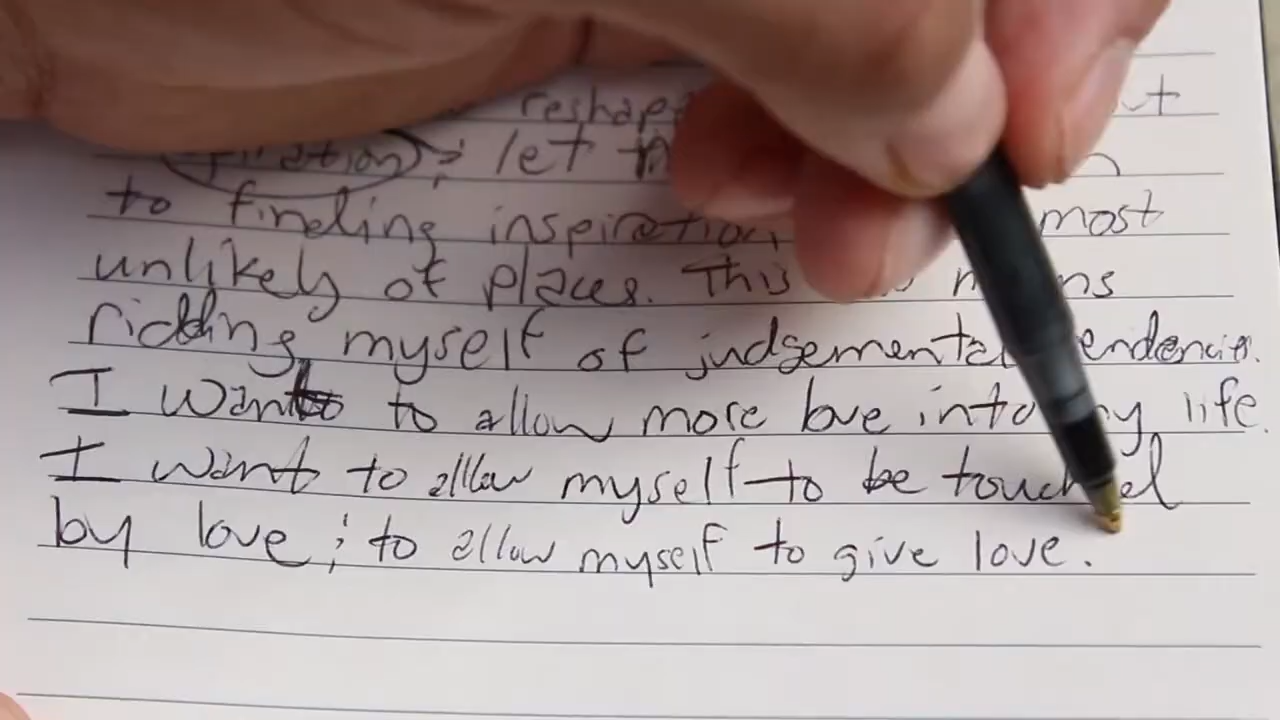 let
to finding inspiration most
unlikely of places. This
ridding myself of judgemental
I want to allow more love into my life.
I want to allow myself to be touched
by love ; to allow myself to give love.